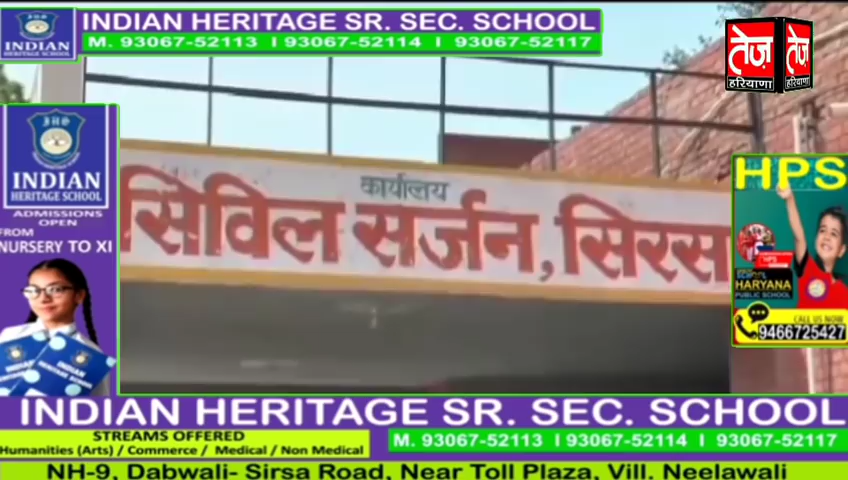 INDIAN
HERITAGE SCHOOL
INDIAN HERITAGE SR. SEC. SCHOOL
M. 93067-52113 I 93067-52114 I 93067-52117
तेज़
हरियाणा
तेज़
हरियाणा
कार्यालय
सिविल सर्जन, सिरसा
IHS
INDIAN
HERITAGE SCHOOL
ADMISSIONS
OPEN
FROM
NURSERY TO XI
HPS
HPS
HARYANA
PUBLIC SCHOOL
CALL US NOW
9466725427
INDIAN HERITAGE SR. SEC. SCHOOL
STREAMS OFFERED
Humanities (Arts) / Commerce / Medical / Non Medical
M. 93067-52113 I 93067-52114 I 93067-52117
NH-9, Dabwali- Sirsa Road, Near Toll Plaza, Vill. Neelawali